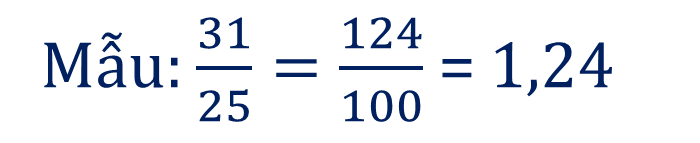 Mẫu: 31/25 = 124/100 = 1,24